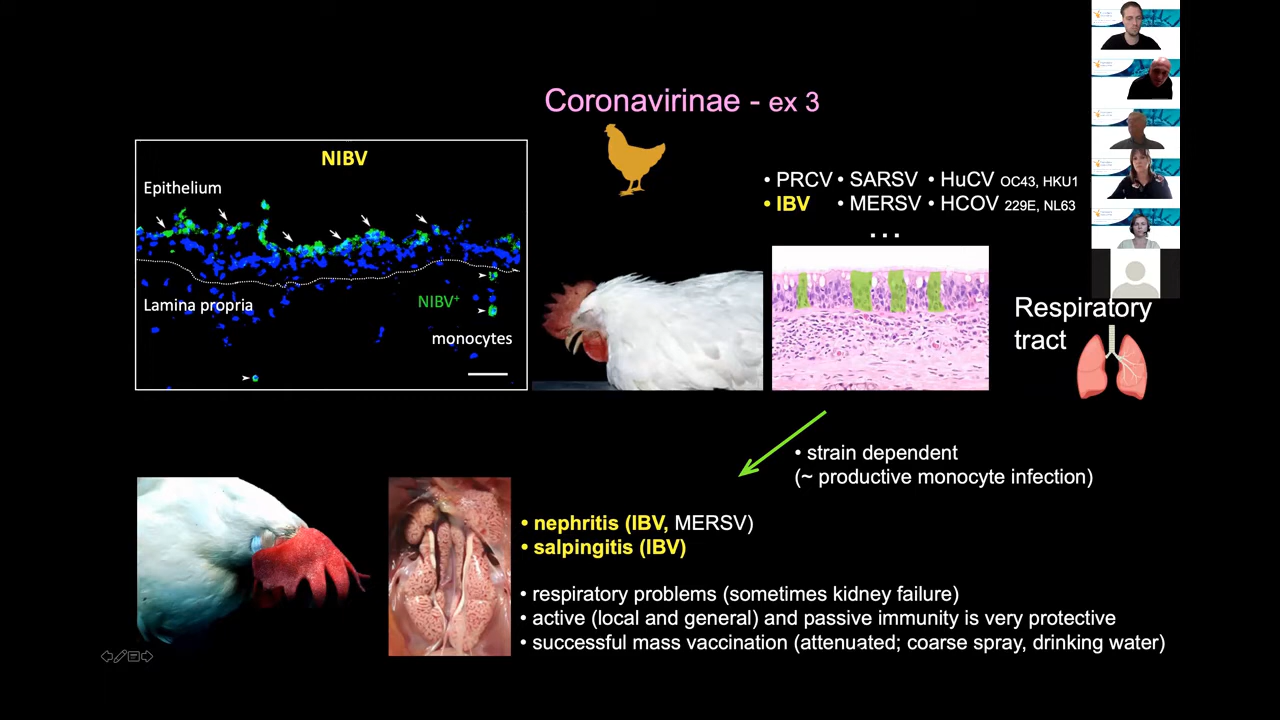 Coronavirinae - ex 3
NIBV
Epithelium
Lamina propria
NIBV⁺
monocytes
• PRCV • SARSV • HuCV OC43, HKU1
• IBV • MERSV • HCOV 229E, NL63
...
Respiratory
tract
• strain dependent
(~ productive monocyte infection)
• nephritis (IBV, MERSV)
• salpingitis (IBV)
• respiratory problems (sometimes kidney failure)
• active (local and general) and passive immunity is very protective
• successful mass vaccination (attenuated; coarse spray, drinking water)